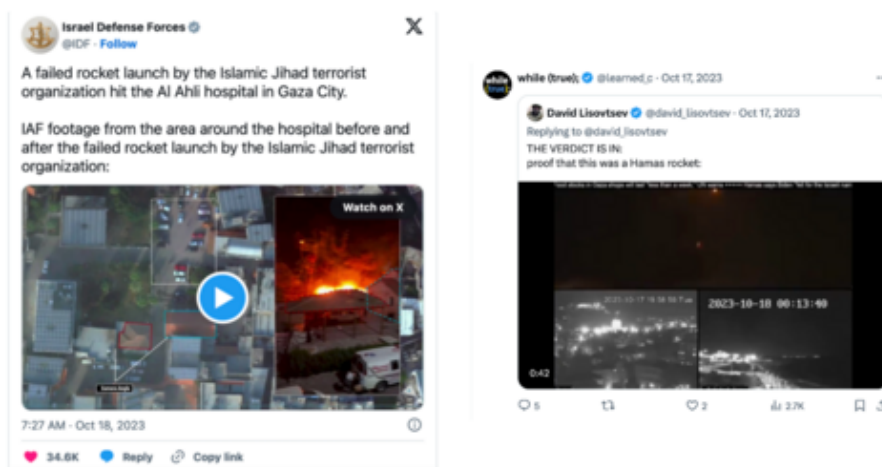 Israel Defense Forces
@IDF · Follow
A failed rocket launch by the Islamic Jihad terrorist
organization hit the Al Ahli hospital in Gaza City.
IAF footage from the area around the hospital before and
after the failed rocket launch by the Islamic Jihad terrorist
organization:
Watch on X
7:27 AM · Oct 18, 2023
34.6K Reply Copy link
while (true); @learned_c · Oct 17, 2023
David Lisovtsev @david_lisovtsev · Oct 17, 2023
Replying to @david_lisovtsev
THE VERDICT IS IN:
proof that this was a Hamas rocket:
2023-10-18 00:13:40
0:42
5 2 2.7K